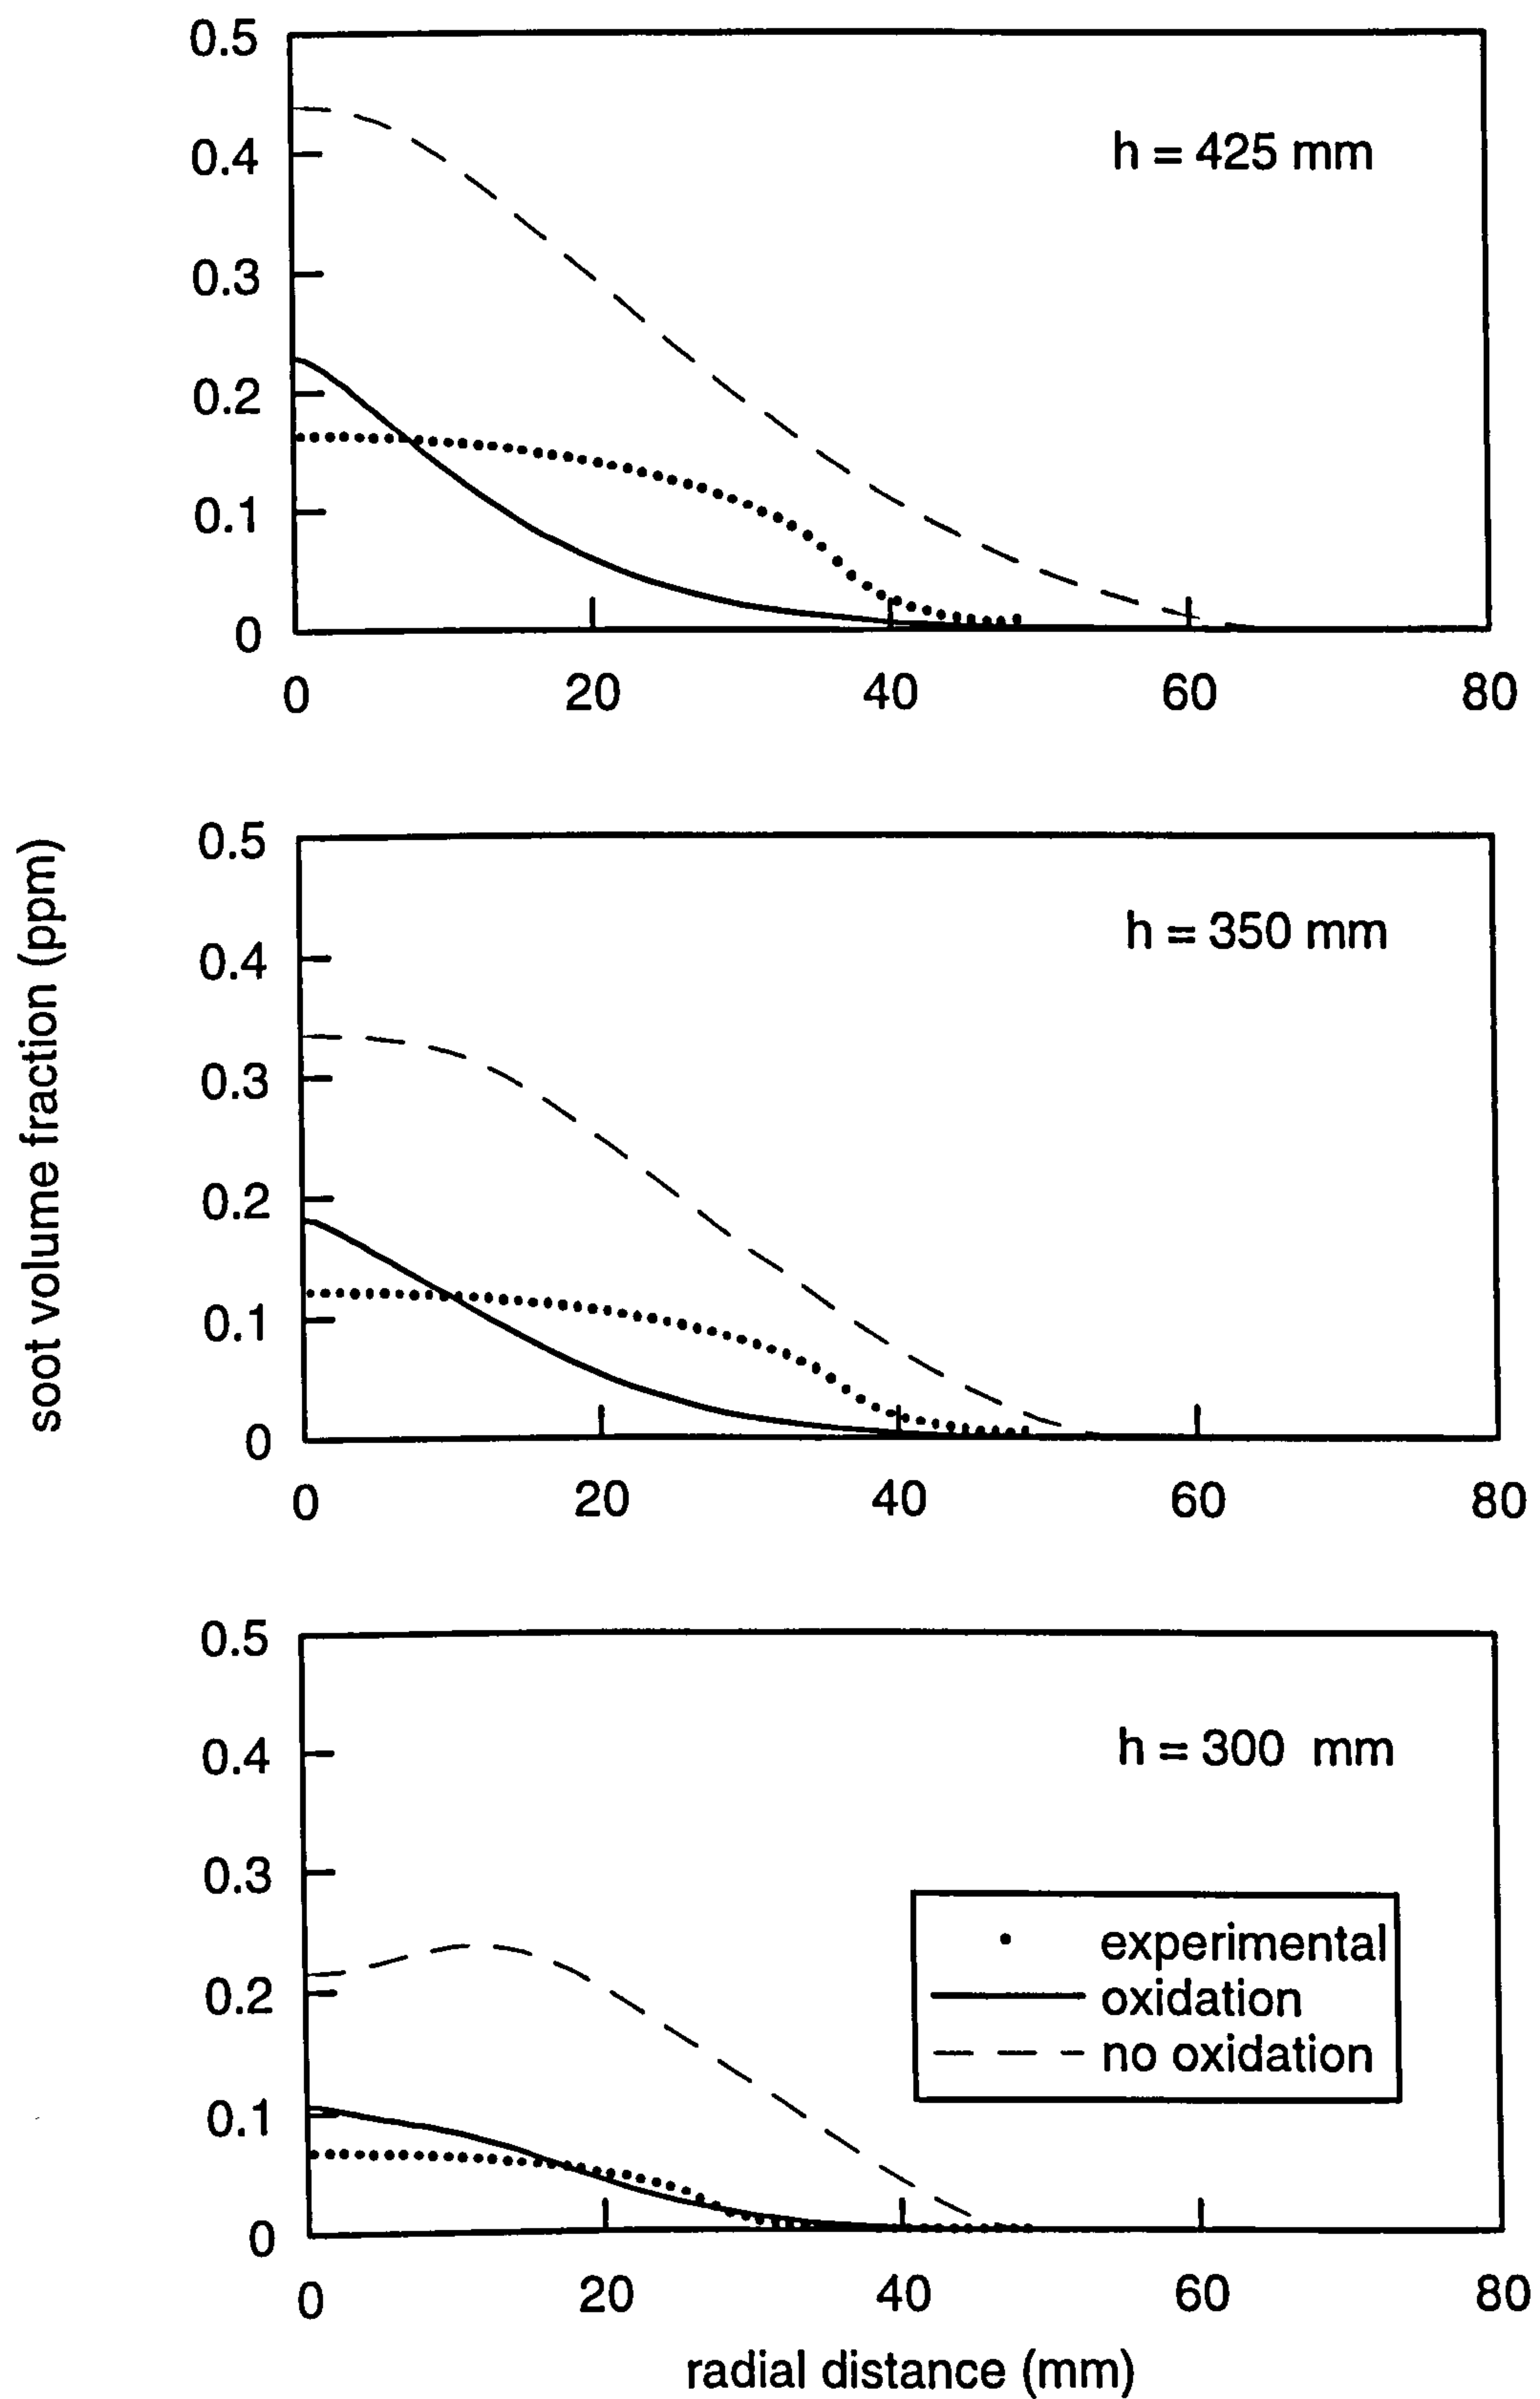 soot volume fraction (ppm)
0.5
0.4
0.3
0.2
0.1
0
h = 425 mm
0 20 40 60 80
0.5
0.4
0.3
0.2
0.1
0
h = 350 mm
0 20 40 60 80
0.5
0.4
0.3
0.2
0.1
0
h = 300 mm
experimental
oxidation
no oxidation
0 20 40 60 80
radial distance (mm)